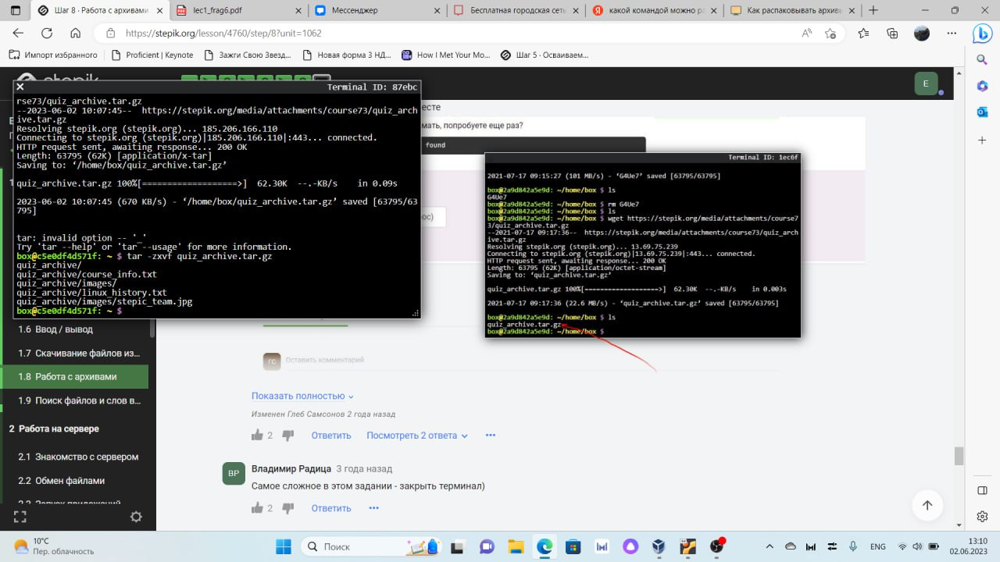 Шаг 8 - Работа с архивами
lec1_frag6.pdf
Мессенджер
Бесплатная городская сеть
какой командой можно ра
Как распаковывать архивы
https://stepik.org/lesson/4760/step/8?unit=1062
Импорт избранного
Proficient | Keynote
Зажги Свою Звезд...
Новая форма 3 НД...
How I Met Your Mo...
Шаг 5 · Осваиваем...
stepik
E
Terminal ID: 87ebc
rse73/quiz_archive.tar.gz
--2023-06-02 10:07:45-- https://stepik.org/media/attachments/course73/quiz_arch
ive.tar.gz
Resolving stepik.org (stepik.org)... 185.206.166.110
Connecting to stepik.org (stepik.org)|185.206.166.110|:443... connected.
HTTP request sent, awaiting response... 200 OK
Length: 63795 (62K) [application/x-tar]
Saving to: ‘/home/box/quiz_archive.tar.gz’
quiz_archive.tar.gz 100%[===================>] 62.30K --.-KB/s in 0.09s
2023-06-02 10:07:45 (670 KB/s) - ‘/home/box/quiz_archive.tar.gz’ saved [63795/63
795]
tar: invalid option -- '_'
Try 'tar --help' or 'tar --usage' for more information.
box@c5e0df4d571f: ~ $ tar -zxvf quiz_archive.tar.gz
quiz_archive/
quiz_archive/course_info.txt
quiz_archive/images/
quiz_archive/linux_history.txt
quiz_archive/images/stepic_team.jpg
box@c5e0df4d571f: ~ $
есте
мать, попробуете еще раз?
found
ос)
Terminal ID: 1ec6f
2021-07-17 09:15:27 (101 MB/s) - ‘G4Ue7’ saved [63795/63795]
box@2a9d842a5e9d: ~/home/box $ ls
G4Ue7
box@2a9d842a5e9d: ~/home/box $ rm G4Ue7
box@2a9d842a5e9d: ~/home/box $ ls
box@2a9d842a5e9d: ~/home/box $ wget https://stepik.org/media/attachments/course7
3/quiz_archive.tar.gz
--2021-07-17 09:17:36-- https://stepik.org/media/attachments/course73/quiz_arch
ive.tar.gz
Resolving stepik.org (stepik.org)... 13.69.75.239
Connecting to stepik.org (stepik.org)|13.69.75.239|:443... connected.
HTTP request sent, awaiting response... 200 OK
Length: 63795 (62K) [application/octet-stream]
Saving to: ‘quiz_archive.tar.gz’
quiz_archive.tar.gz 100%[===================>] 62.30K --.-KB/s in 0.003s
2021-07-17 09:17:36 (22.6 MB/s) - ‘quiz_archive.tar.gz’ saved [63795/63795]
box@2a9d842a5e9d: ~/home/box $ ls
quiz_archive.tar.gz
box@2a9d842a5e9d: ~/home/box $
1.6 Ввод / вывод
1.7 Скачивание файлов из...
1.8 Работа с архивами
1.9 Поиск файлов и слов в...
2 Работа на сервере
2.1 Знакомство с сервером
2.2 Обмен файлами
2.3 Запуск приложений
ГС
Оставить комментарий
Показать полностью
Изменен Глеб Самсонов 2 года назад
2 Ответить Посмотреть 2 ответа
ВР
Владимир Радица 3 года назад
Самое сложное в этом задании - закрыть терминал)
2 Ответить
10°C
Пер. облачность
Поиск
ENG
13:10
02.06.2023